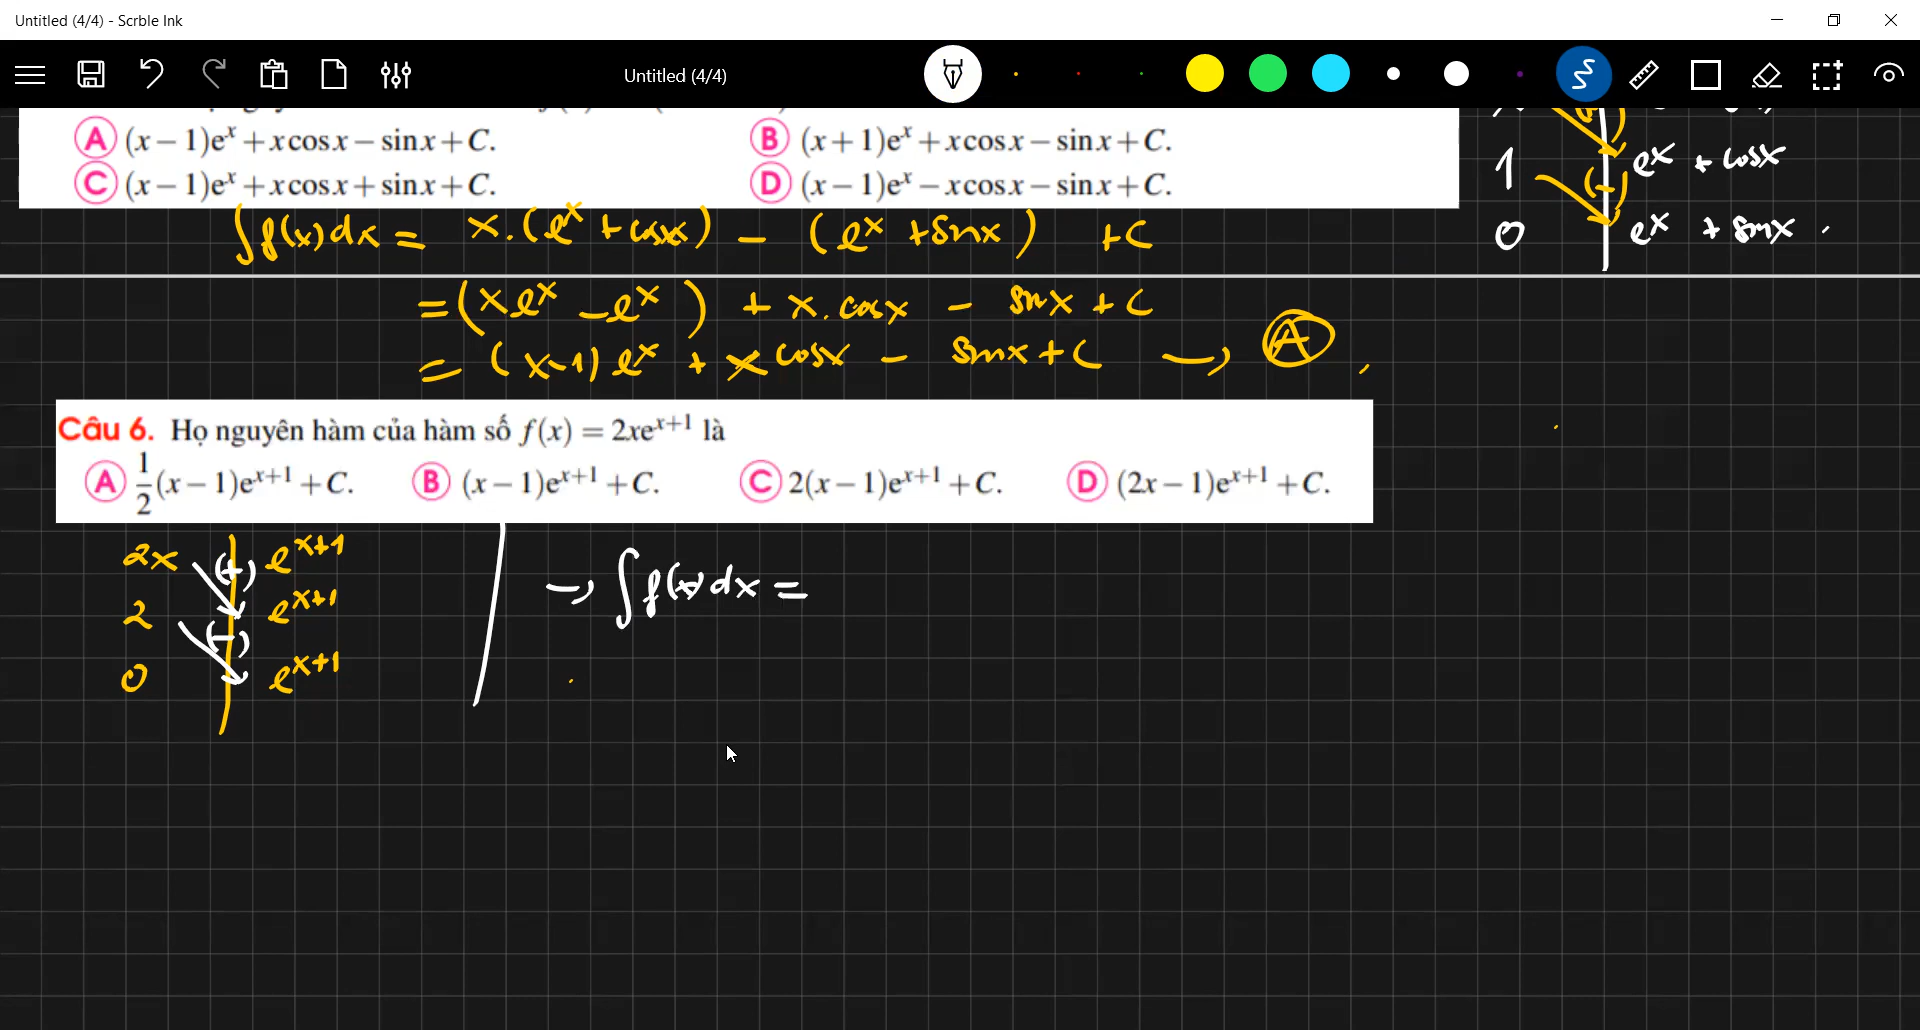 Untitled (4/4) - Scrble Ink
Untitled (4/4)
A (x − 1)eˣ + x cos x − sin x + C.
B (x + 1)eˣ + x cos x − sin x + C.
C (x − 1)eˣ + x cos x + sin x + C.
D (x − 1)eˣ − x cos x − sin x + C.
1 (−) eˣ + cosx
0 eˣ + sinx .
∫f(x)dx = x.(eˣ + cosx) − (eˣ + sinx) + C
= (xeˣ − eˣ) + x.cosx − sinx + C
= (x−1)eˣ + x cosx − sinx + C → A
Câu 6. Họ nguyên hàm của hàm số f(x) = 2xeˣ⁺¹ là
A 1/2(x − 1)eˣ⁺¹ + C.
B (x − 1)eˣ⁺¹ + C.
C 2(x − 1)eˣ⁺¹ + C.
D (2x − 1)eˣ⁺¹ + C.
2x (+) eˣ⁺¹
2 (−) eˣ⁺¹
0 eˣ⁺¹
→ ∫f(x)dx =